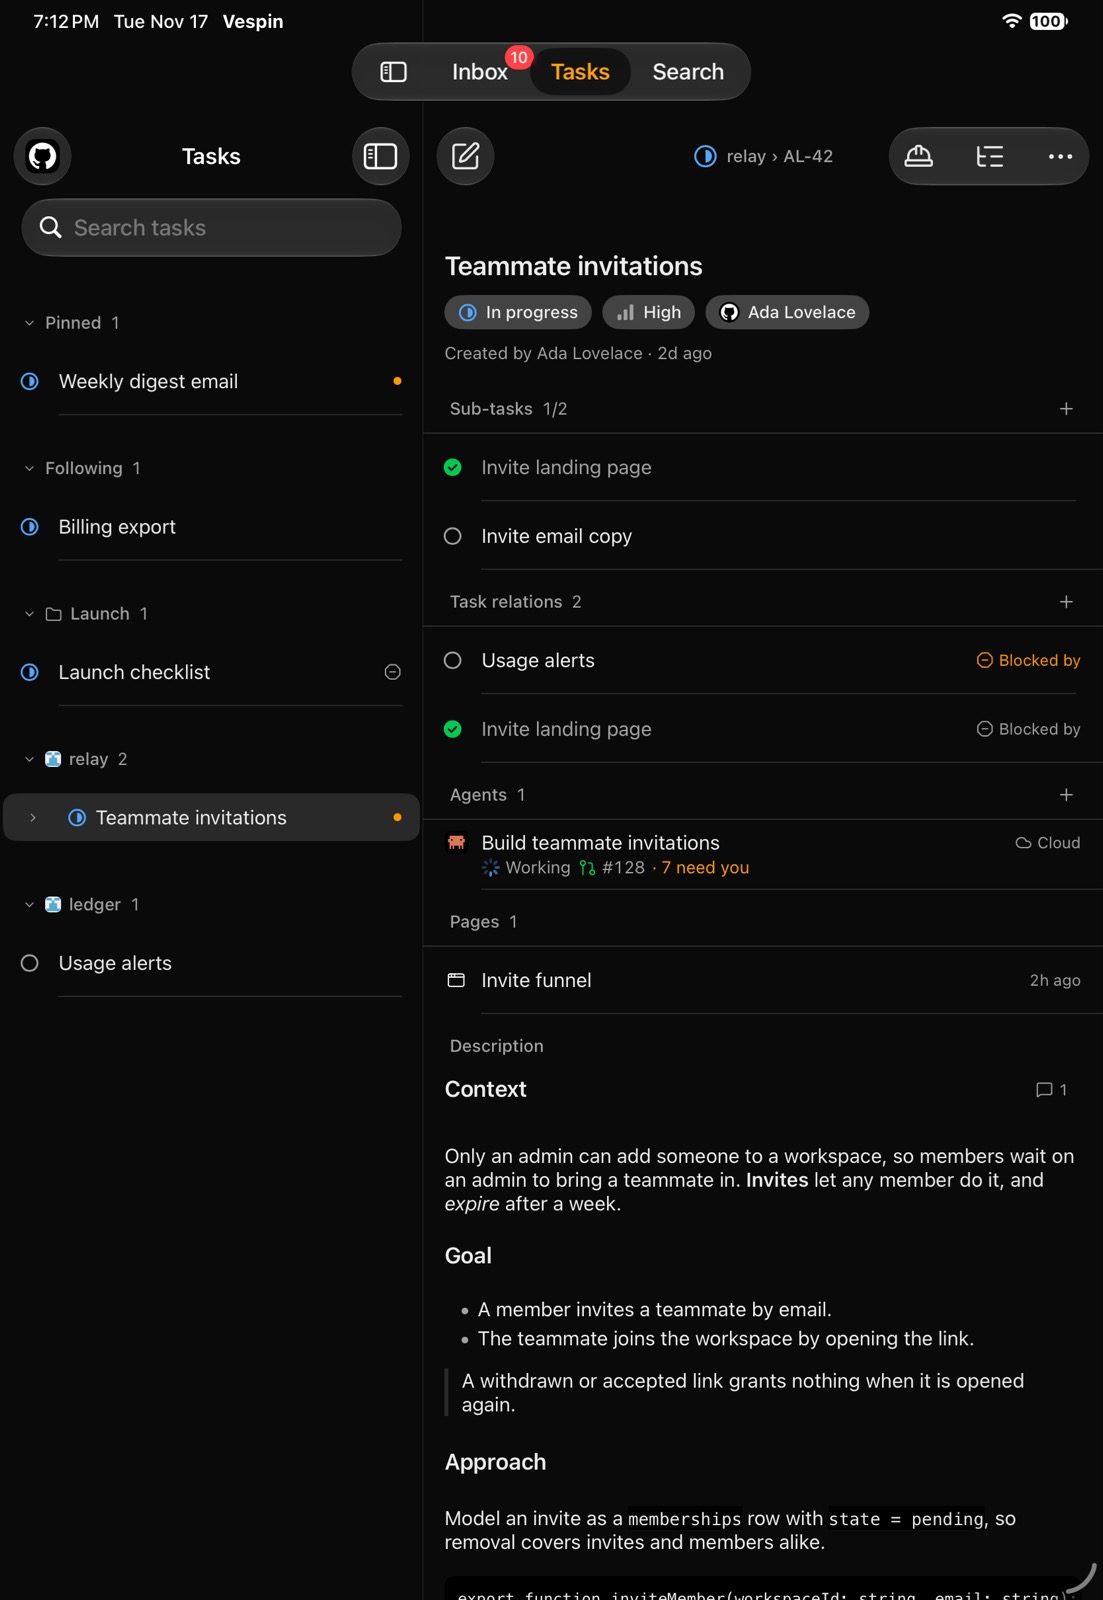 7:12 PM Tue Nov 17 Vespin
100
Inbox 10 Tasks Search
Tasks
relay › AL-42
Search tasks
Pinned 1
Weekly digest email
Following 1
Billing export
Launch 1
Launch checklist
relay 2
Teammate invitations
ledger 1
Usage alerts
Teammate invitations
In progress High Ada Lovelace
Created by Ada Lovelace · 2d ago
Sub-tasks 1/2
Invite landing page
Invite email copy
Task relations 2
Usage alerts Blocked by
Invite landing page Blocked by
Agents 1
Build teammate invitations Cloud
Working #128 · 7 need you
Pages 1
Invite funnel 2h ago
Description
Context 1
Only an admin can add someone to a workspace, so members wait on
an admin to bring a teammate in. Invites let any member do it, and
expire after a week.
Goal
• A member invites a teammate by email.
• The teammate joins the workspace by opening the link.
A withdrawn or accepted link grants nothing when it is opened
again.
Approach
Model an invite as a memberships row with state = pending, so
removal covers invites and members alike.
export function inviteMember(workspaceId: string, email: string):